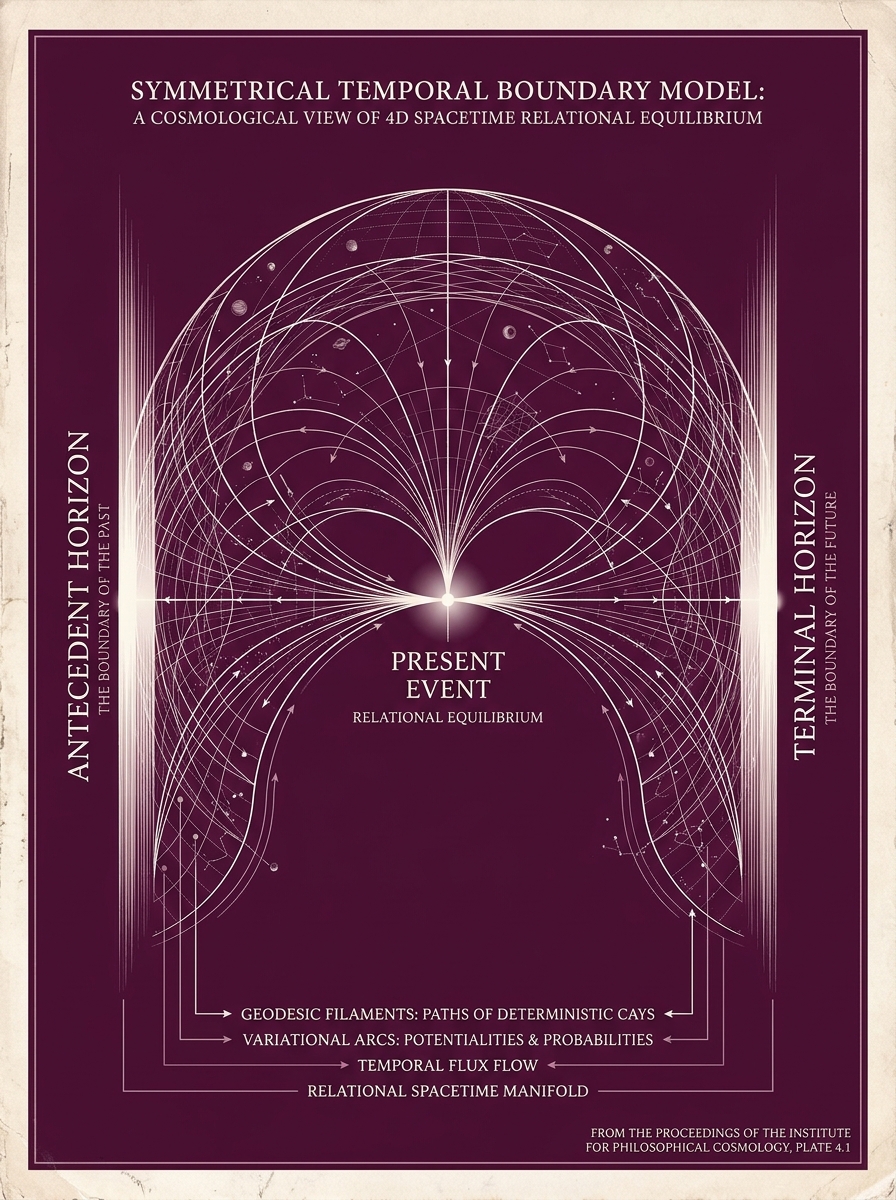 SYMMETRICAL TEMPORAL BOUNDARY MODEL:
A COSMOLOGICAL VIEW OF 4D SPACETIME RELATIONAL EQUILIBRIUM
ANTECEDENT HORIZON
THE BOUNDARY OF THE PAST
TERMINAL HORIZON
THE BOUNDARY OF THE FUTURE
PRESENT
EVENT
RELATIONAL EQUILIBRIUM
GEODESIC FILAMENTS: PATHS OF DETERMINISTIC CAYS
VARIATIONAL ARCS: POTENTIALITIES & PROBABILITIES
TEMPORAL FLUX FLOW
RELATIONAL SPACETIME MANIFOLD
FROM THE PROCEEDINGS OF THE INSTITUTE
FOR PHILOSOPHICAL COSMOLOGY, PLATE 4.1